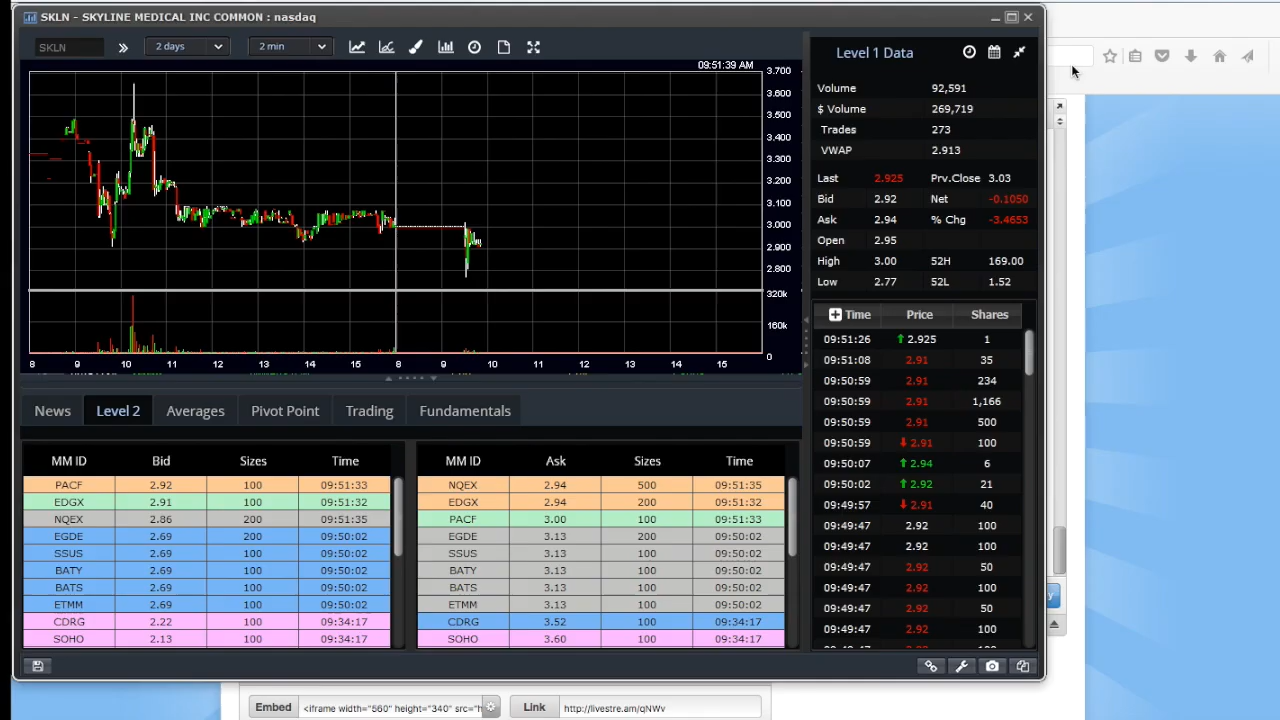 SKLN - SKYLINE MEDICAL INC COMMON : nasdaq
SKLN » 2 days 2 min
09:51:39 AM
3.700
3.600
3.500
3.400
3.300
3.200
3.100
3.000
2.900
2.800
320k
160k
0
8 9 10 11 12 13 14 15 8 9 10 11 12 13 14 15
Level 1 Data
Volume 92,591
$ Volume 269,719
Trades 273
VWAP 2.913
Last 2.925 Prv.Close 3.03
Bid 2.92 Net -0.1050
Ask 2.94 % Chg -3.4653
Open 2.95
High 3.00 52H 169.00
Low 2.77 52L 1.52
Time Price Shares
09:51:26 2.925 1
09:51:08 2.91 35
09:50:59 2.91 234
09:50:59 2.91 1,166
09:50:59 2.91 500
09:50:59 2.91 100
09:50:07 2.94 6
09:50:02 2.92 21
09:49:57 2.91 40
09:49:47 2.92 100
09:49:47 2.92 100
09:49:47 2.92 50
09:49:47 2.92 100
09:49:47 2.92 50
09:49:47 2.92 100
News Level 2 Averages Pivot Point Trading Fundamentals
MM ID Bid Sizes Time
PACF 2.92 100 09:51:33
EDGX 2.91 100 09:51:32
NQEX 2.86 200 09:51:35
EGDE 2.69 200 09:50:02
SSUS 2.69 100 09:50:02
BATY 2.69 100 09:50:02
BATS 2.69 100 09:50:02
ETMM 2.69 100 09:50:02
CDRG 2.22 100 09:34:17
SOHO 2.13 100 09:34:17
MM ID Ask Sizes Time
NQEX 2.94 500 09:51:35
EDGX 2.94 200 09:51:32
PACF 3.00 100 09:51:33
EGDE 3.13 200 09:50:02
SSUS 3.13 100 09:50:02
BATY 3.13 100 09:50:02
BATS 3.13 100 09:50:02
ETMM 3.13 100 09:50:02
CDRG 3.52 100 09:34:17
SOHO 3.60 100 09:34:17
Embed <iframe width="560" height="340" src="h Link http://livestre.am/qNWv